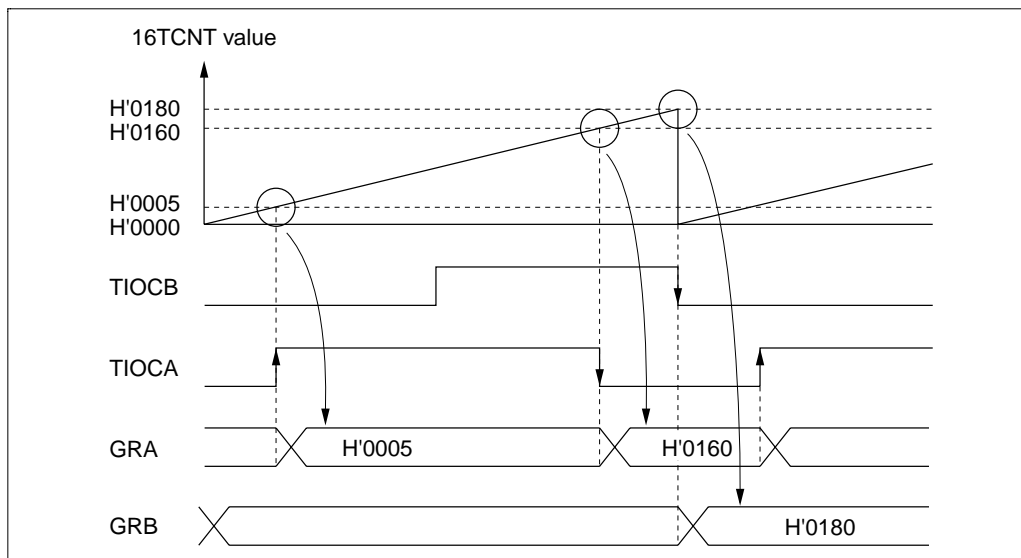 16TCNT value
H'0180
H'0160
H'0005
H'0000
TIOCB
TIOCA
GRA
H'0005
H'0160
GRB
H'0180